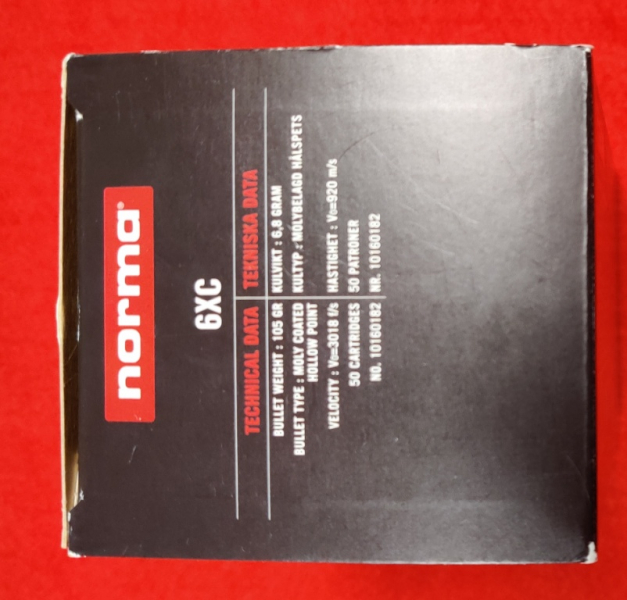 norma®
6XC
TECHNICAL DATA
BULLET WEIGHT : 105 GR
BULLET TYPE : MOLY COATED
HOLLOW POINT
VELOCITY : V₀=3018 f/s
50 CARTRIDGES
NO. 10160182
TEKNISKA DATA
KULVIKT : 6,8 GRAM
KULTYP : MOLYBELAGD HÅLSPETS
HASTIGHET : V₀=920 m/s
50 PATRONER
NR. 10160182